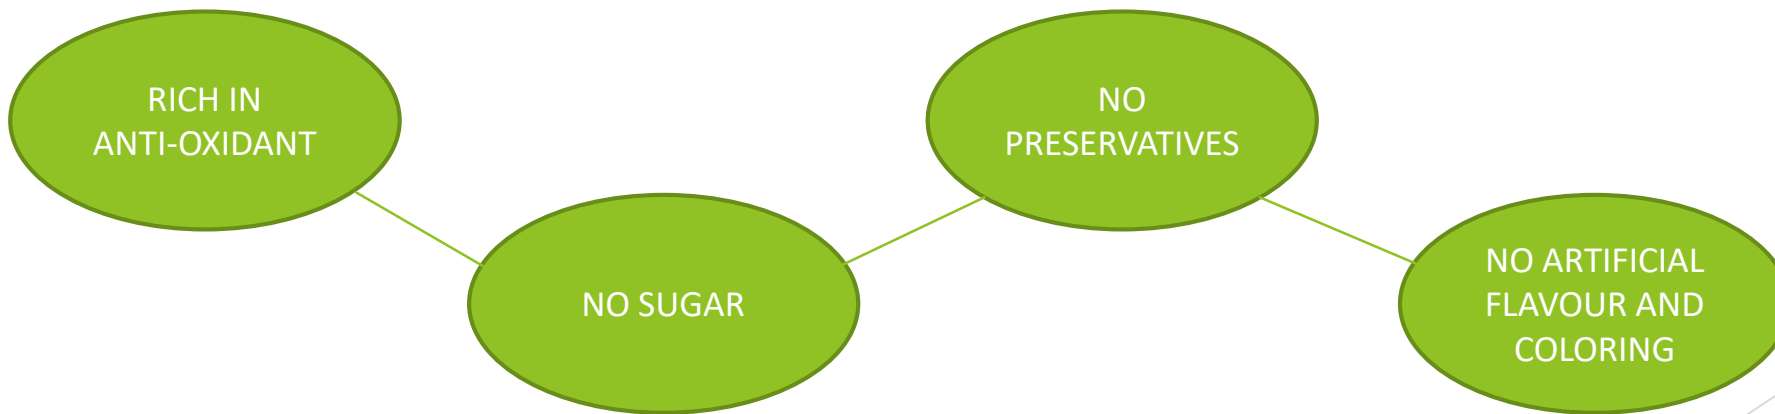 RICH IN
ANTI-OXIDANT
NO SUGAR
NO
PRESERVATIVES
NO ARTIFICIAL
FLAVOUR AND
COLORING